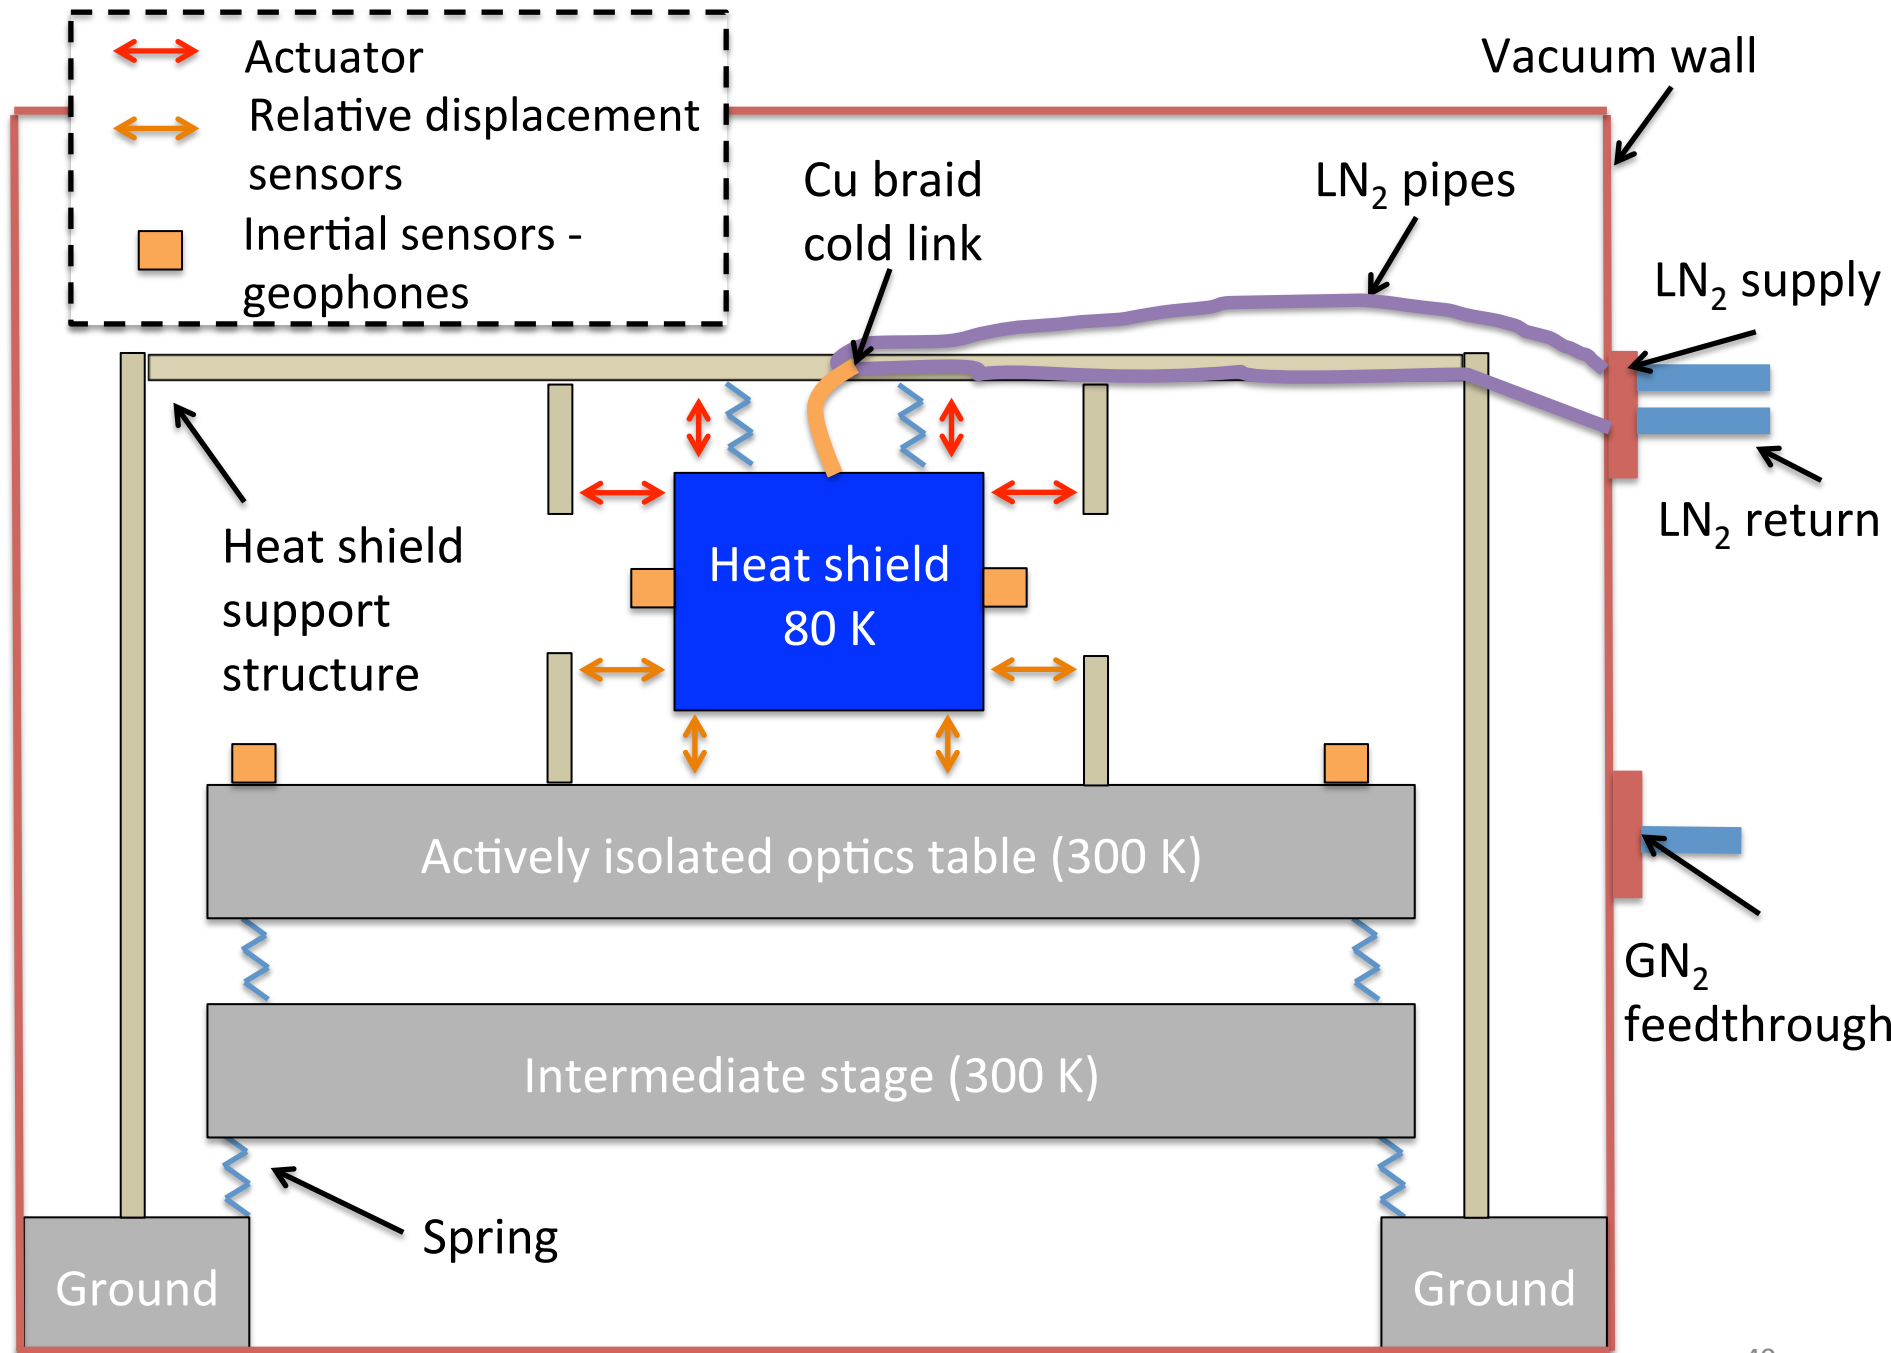 Actuator
Relative displacement
sensors
Inertial sensors -
geophones
Vacuum wall
Cu braid
cold link
LN2 pipes
LN2 supply
LN2 return
Heat shield
support
structure
Heat shield
80 K
Actively isolated optics table (300 K)
GN2
feedthrough
Intermediate stage (300 K)
Spring
Ground
Ground